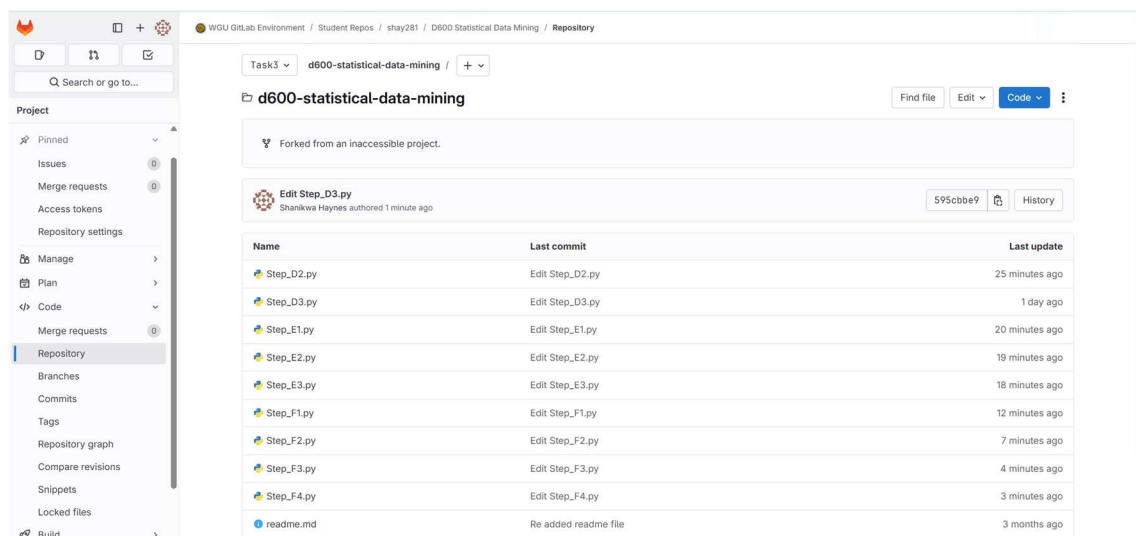 WGU GitLab Environment / Student Repos / shay281 / D600 Statistical Data Mining / Repository
Search or go to...
Project
Pinned
Issues 0
Merge requests 0
Access tokens
Repository settings
Manage
Plan
Code
Merge requests 0
Repository
Branches
Commits
Tags
Repository graph
Compare revisions
Snippets
Locked files
Build
Task3 d600-statistical-data-mining / +
d600-statistical-data-mining
Find file Edit Code
Forked from an inaccessible project.
Edit Step_D3.py
Shanikwa Haynes authored 1 minute ago
595cbbe9 History
Name Last commit Last update
Step_D2.py Edit Step_D2.py 25 minutes ago
Step_D3.py Edit Step_D3.py 1 day ago
Step_E1.py Edit Step_E1.py 20 minutes ago
Step_E2.py Edit Step_E2.py 19 minutes ago
Step_E3.py Edit Step_E3.py 18 minutes ago
Step_F1.py Edit Step_F1.py 12 minutes ago
Step_F2.py Edit Step_F2.py 7 minutes ago
Step_F3.py Edit Step_F3.py 4 minutes ago
Step_F4.py Edit Step_F4.py 3 minutes ago
readme.md Re added readme file 3 months ago